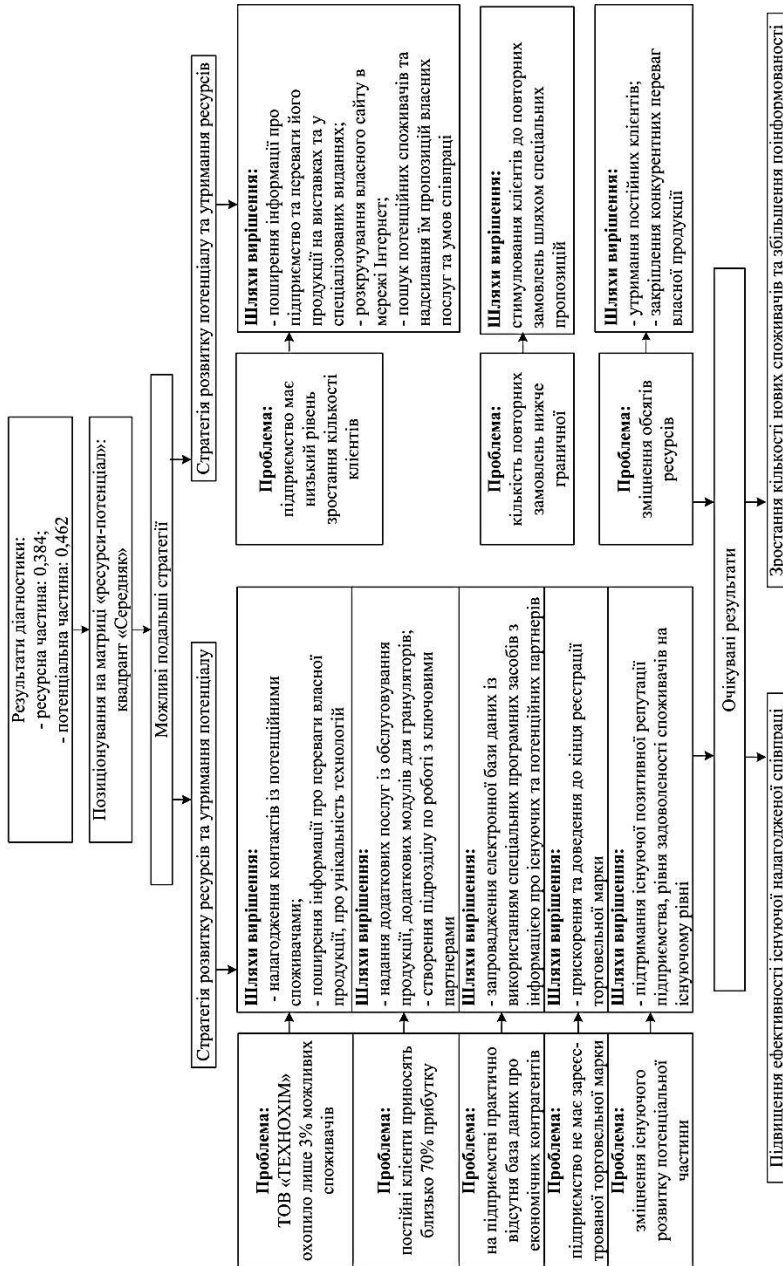 Результати діагностики:
- ресурсна частина: 0,384;
- потенціальна частина: 0,462
Позиціонування на матриці «ресурси-потенціал»:
квадрант «Середняк»
Можливі подальші стратегії
Стратегія розвитку ресурсів та утримання потенціалу
Проблема:
ТОВ «ТЕХНОХІМ»
охопило лише 3% можливих
споживачів
Шляхи вирішення:
- налагодження контактів із потенційними
споживачами;
- поширення інформації про переваги власної
продукції, про унікальність технологій
Проблема:
постійні клієнти приносять
близько 70% прибутку
Шляхи вирішення:
- надання додаткових послуг із обслуговування
продукції, додаткових модулів для грануляторів;
- створення підрозділу по роботі з ключовими
партнерами
Проблема:
на підприємстві практично
відсутня база даних про
економічних контрагентів
Шляхи вирішення:
- запровадження електронної бази даних із
використанням спеціальних програмних засобів з
інформацією про існуючих та потенційних партнерів
Проблема:
підприємство не має зареєс-
трованої торговельної марки
Шляхи вирішення:
- прискорення та доведення до кінця реєстрації
торговельної марки
Проблема:
зміцнення існуючого
розвитку потенціальної
частини
Шляхи вирішення:
- підтримання існуючої позитивної репутації
підприємства, рівня задоволеності споживачів на
існуючому рівні
Стратегія розвитку потенціалу та утримання ресурсів
Проблема:
підприємство має
низький рівень
зростання кількості
клієнтів
Шляхи вирішення:
- поширення інформації про
підприємство та переваги його
продукції на виставках та у
спеціалізованих виданнях;
- розкручування власного сайту в
мережі Інтернет;
- пошук потенційних споживачів та
надсилання їм пропозицій власних
послуг та умов співпраці
Проблема:
кількість повторних
замовлень нижче
граничної
Шляхи вирішення:
стимулювання клієнтів до повторних
замовлень шляхом спеціальних
пропозицій
Проблема:
зміцнення обсягів
ресурсів
Шляхи вирішення:
- утримання постійних клієнтів;
- закріплення конкурентних переваг
власної продукції
Очікувані результати
Підвищення ефективності існуючої налагодженої співпраці
Зростання кількості нових споживачів та збільшення поінформованості